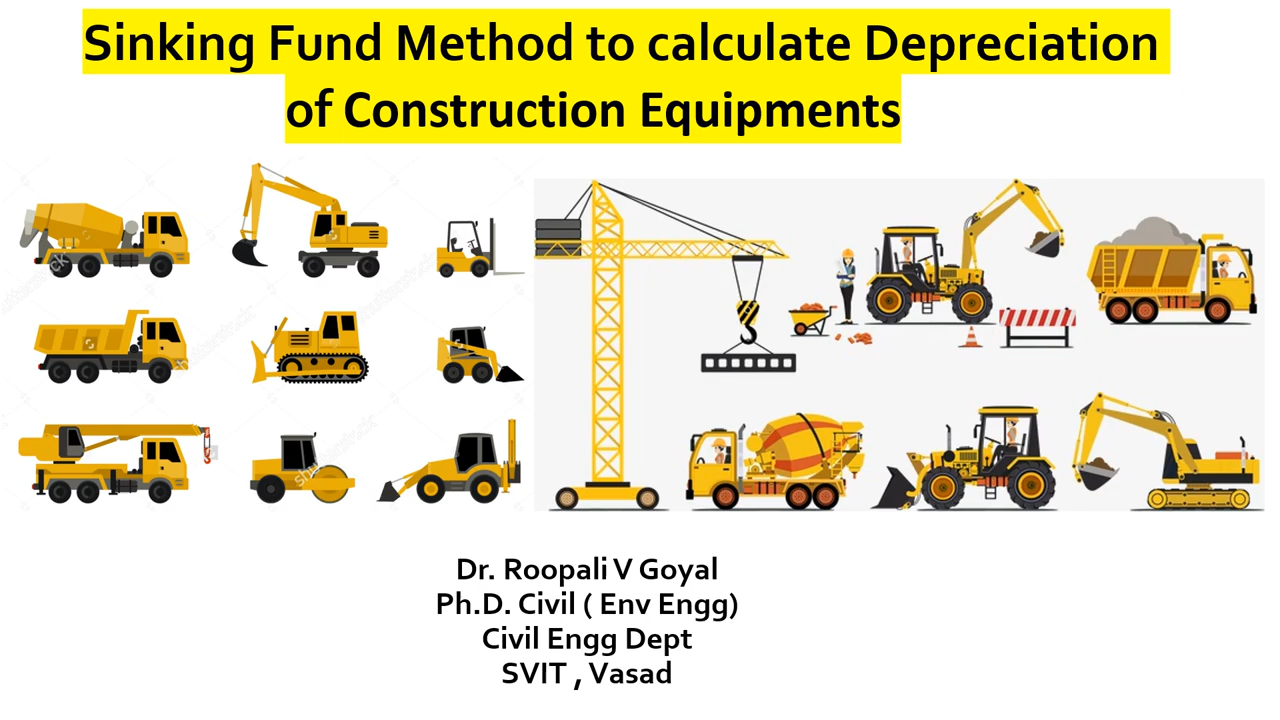 Sinking Fund Method to calculate Depreciation
of Construction Equipments
Dr. Roopali V Goyal
Ph.D. Civil ( Env Engg)
Civil Engg Dept
SVIT , Vasad